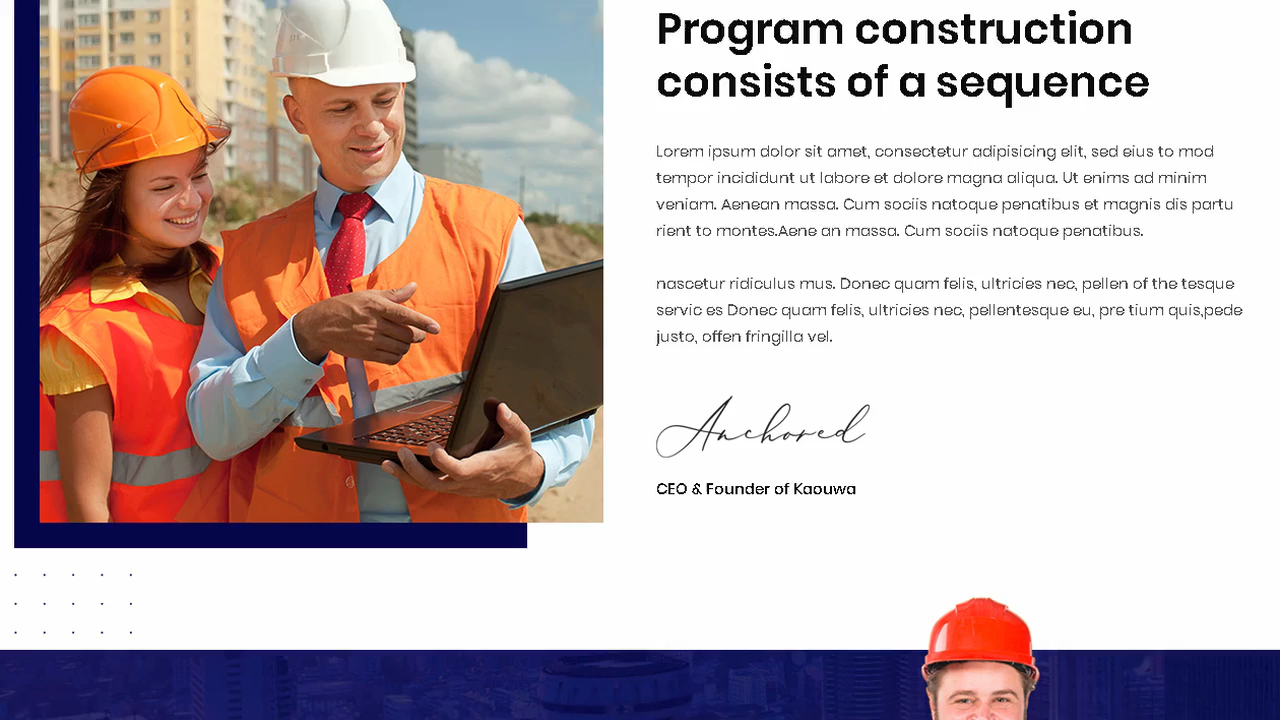 Program construction
consists of a sequence
Lorem ipsum dolor sit amet, consectetur adipisicing elit, sed eius to mod
tempor incididunt ut labore et dolore magna aliqua. Ut enims ad minim
veniam. Aenean massa. Cum sociis natoque penatibus et magnis dis partu
rient to montes.Aene an massa. Cum sociis natoque penatibus.
nascetur ridiculus mus. Donec quam felis, ultricies nec, pellen of the tesque
servic es Donec quam felis, ultricies nec, pellentesque eu, pre tium quis,pede
justo, offen fringilla vel.
Anchored
CEO & Founder of Kaouwa